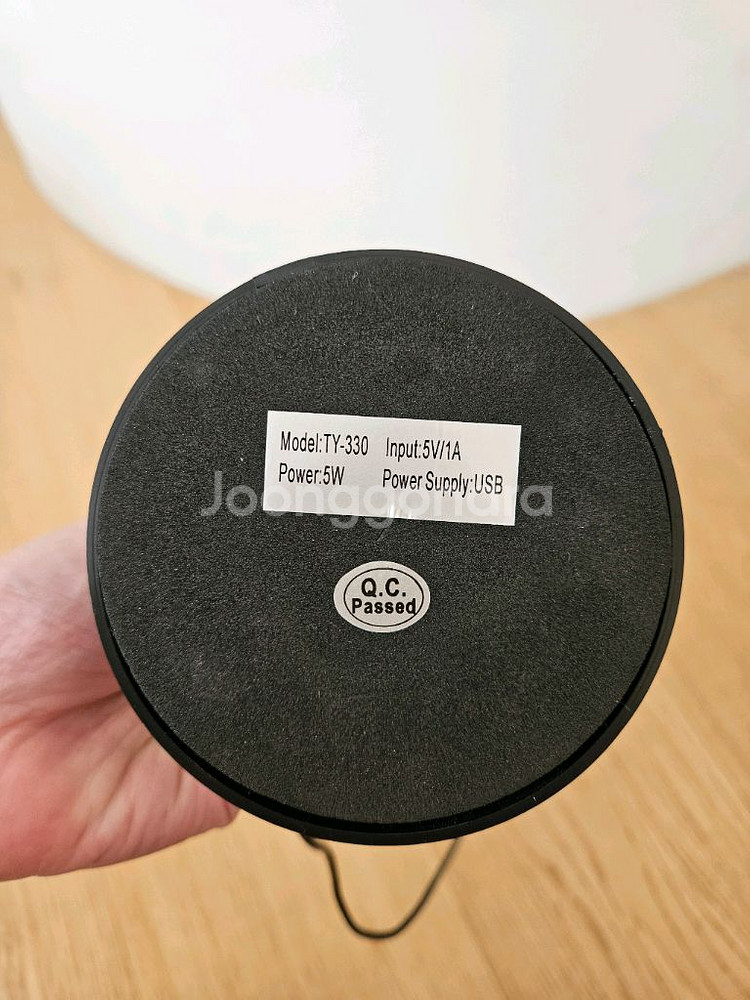 Model:TY-330 Input:5V/1A
Power:5W Power Supply:USB
Joonggonara
Q.C.
Passed